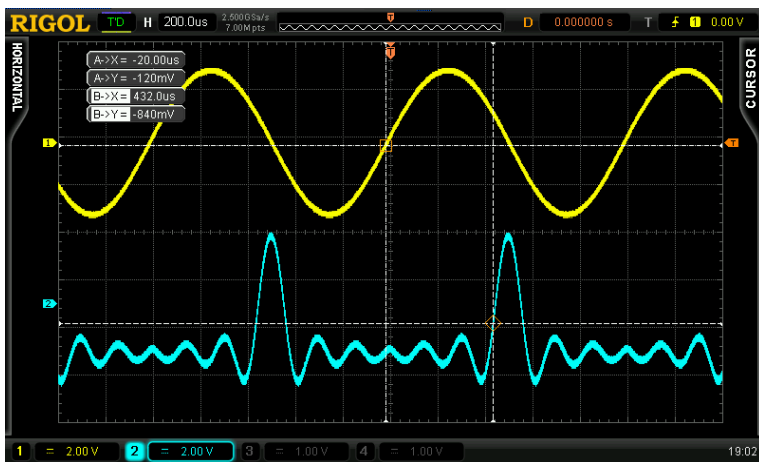 RIGOL T'D H 200.0us 2.500GSa/s 7.00Mpts D 0.000000 s T 1 0.00 V
HORIZONTAL
A->X= -20.00us
A->Y= -120mV
B->X= 432.0us
B->Y= -840mV
CURSOR
T
T
1
T
2
1 = 2.00 V 2 = 2.00 V 3 = 1.00 V 4 = 1.00 V 19:02